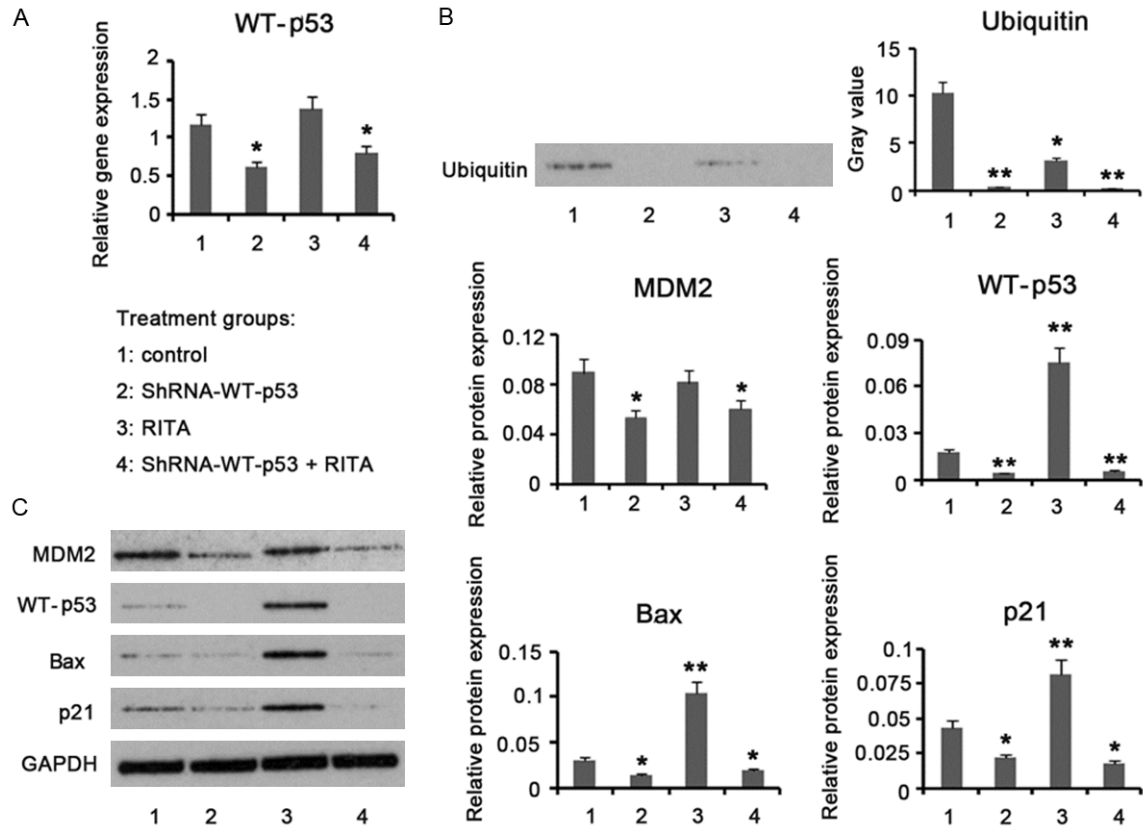 A
WT-p53
Relative gene expression
2
1.5
1
0.5
0
*
*
1 2 3 4
Treatment groups:
1: control
2: ShRNA-WT-p53
3: RITA
4: ShRNA-WT-p53 + RITA
B
Ubiquitin
1 2 3 4
Ubiquitin
Gray value
15
10
5
0
**
*
**
1 2 3 4
MDM2
Relative protein expression
0.12
0.08
0.04
0
*
*
1 2 3 4
WT-p53
Relative protein expression
0.09
0.06
0.03
0
**
**
**
1 2 3 4
C
MDM2
WT-p53
Bax
p21
GAPDH
1 2 3 4
Bax
Relative protein expression
0.15
0.1
0.05
0
*
**
*
1 2 3 4
p21
Relative protein expression
0.1
0.075
0.05
0.025
0
*
**
*
1 2 3 4